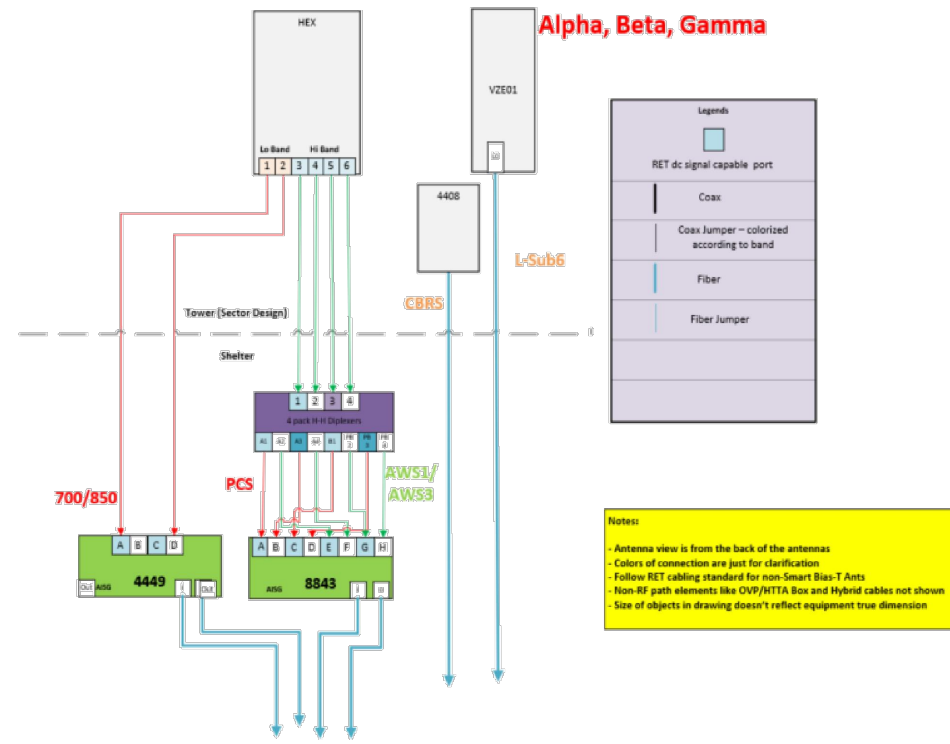 HEX
Alpha, Beta, Gamma
VZE01
Lo Band Hi Band
1 2 3 4 5 6
4408
L-Sub6
CBRS
Tower (Sector Design)
Shelter
1 2 3 4
4 pack H-H Diplexers
A1 B1
700/850
PCS
AWS1/
AWS3
A B C D
AISG 4449 Out
A B C D E F G H
AISG 8843
Legends
RET dc signal capable port
Coax
Coax Jumper – colorized
according to band
Fiber
Fiber Jumper
Notes:
- Antenna view is from the back of the antennas
- Colors of connection are just for clarification
- Follow RET cabling standard for non-Smart Bias-T Ants
- Non-RF path elements like OVP/HTTA Box and Hybrid cables not shown
- Size of objects in drawing doesn't reflect equipment true dimension